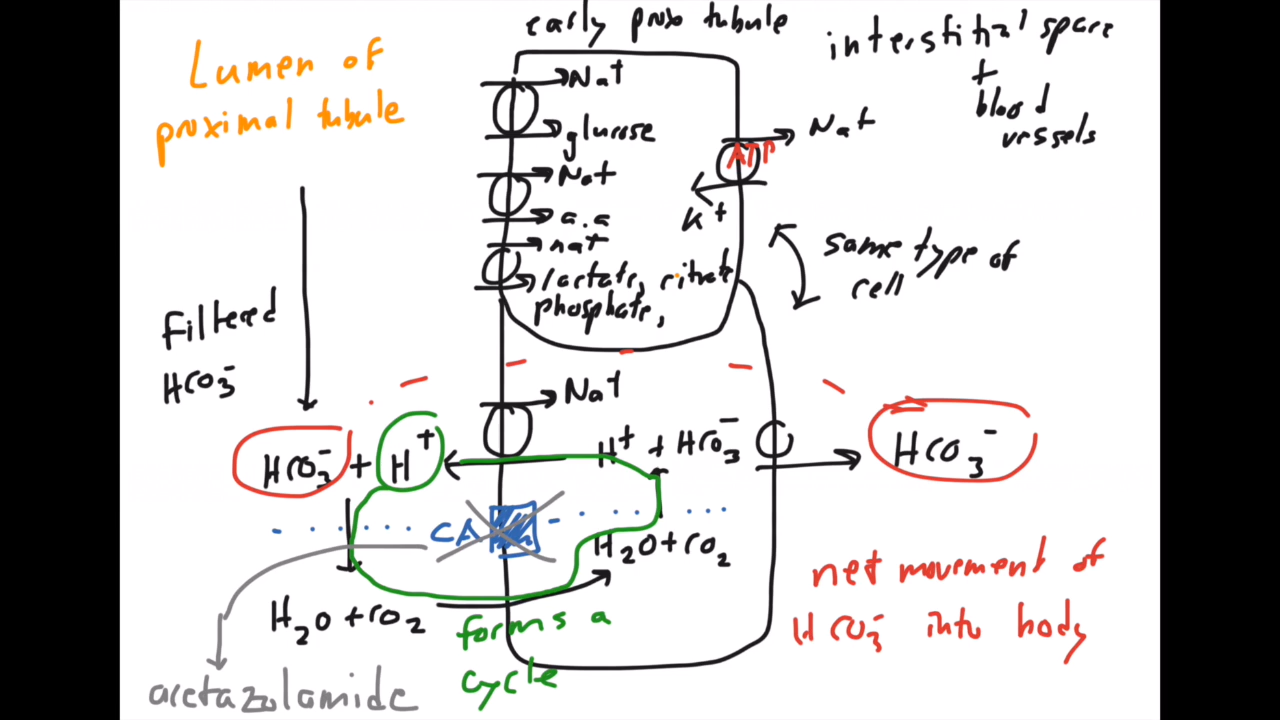 early prox tubule
Lumen of
proximal tubule
interstitial space
+
blood
vessels
Na+
glucose
Na+
a.a
nat
lactate, citrate
phosphate,
ATP
Na+
K+
same type of
cell
Filtered
HCO3-
Na+
HCO3- + H+
H+ + HCO3-
HCO3-
CA
H2O+CO2
H2O+CO2
forms a
cycle
net movement of
HCO3- into body
acetazolamide